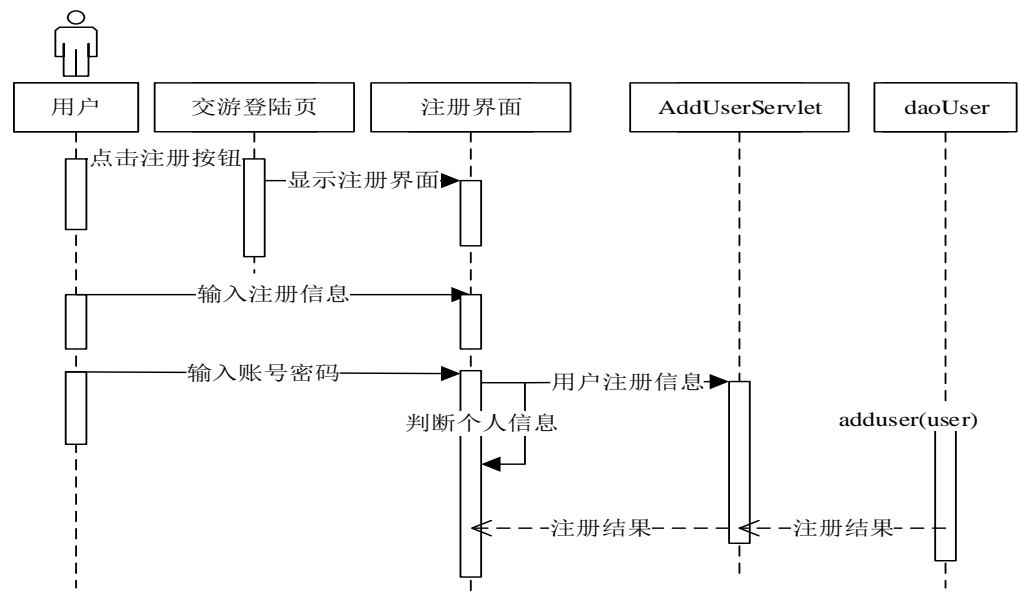 用户
交游登陆页
注册界面
AddUserServlet
daoUser
点击注册按钮
显示注册界面
输入注册信息
输入账号密码
用户注册信息
判断个人信息
adduser(user)
注册结果
注册结果